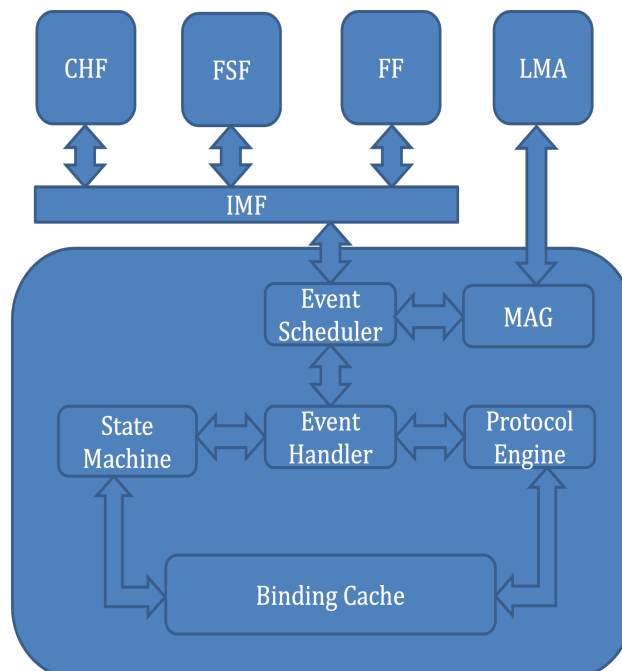 CHF
FSF
FF
LMA
IMF
Event
Scheduler
MAG
State
Machine
Event
Handler
Protocol
Engine
Binding Cache